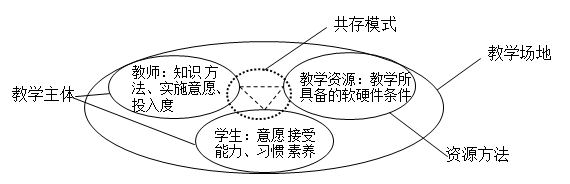 共存模式
教学场地
教师：知识 方
法、实施意愿、
投入度
教学资源：教学所
具备的软硬件条件
教学主体
学生：意愿 接受
能力、习惯 素养
资源方法